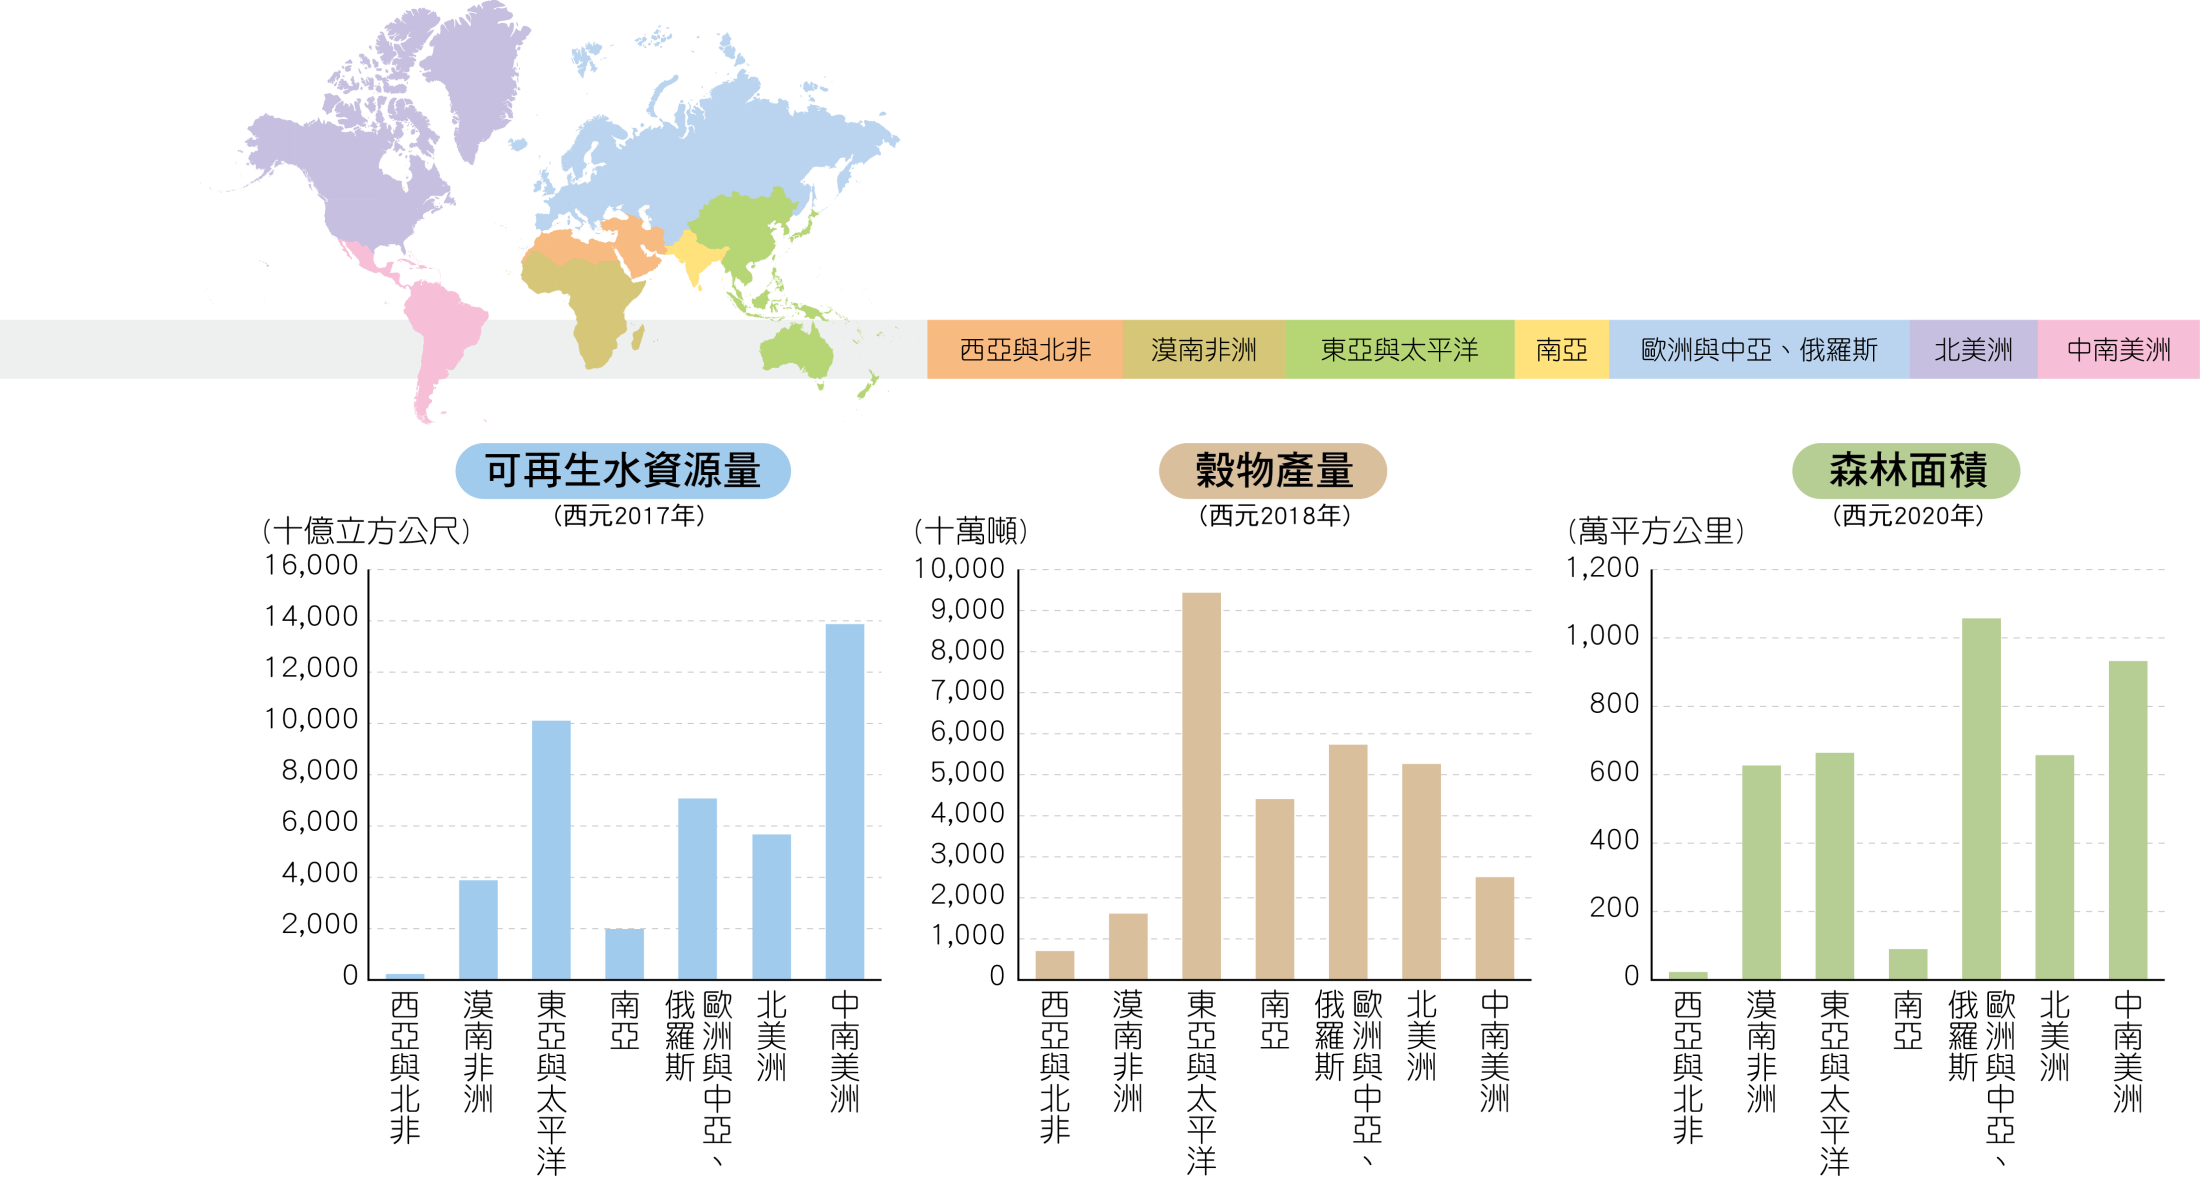 西亞與北非
漠南非洲
東亞與太平洋
南亞
歐洲與中亞、俄羅斯
北美洲
中南美洲
可再生水資源量
(西元2017年)
(十億立方公尺)
16,000
14,000
12,000
10,000
8,000
6,000
4,000
2,000
0
西亞與北非
漠南非洲
東亞與太平洋
南亞
歐洲與中亞、
俄羅斯
北美洲
中南美洲
穀物產量
(西元2018年)
(十萬噸)
10,000
9,000
8,000
7,000
6,000
5,000
4,000
3,000
2,000
1,000
0
西亞與北非
漠南非洲
東亞與太平洋
南亞
歐洲與中亞、
俄羅斯
北美洲
中南美洲
森林面積
(西元2020年)
(萬平方公里)
1,200
1,000
800
600
400
200
0
西亞與北非
漠南非洲
東亞與太平洋
南亞
歐洲與中亞、
俄羅斯
北美洲
中南美洲